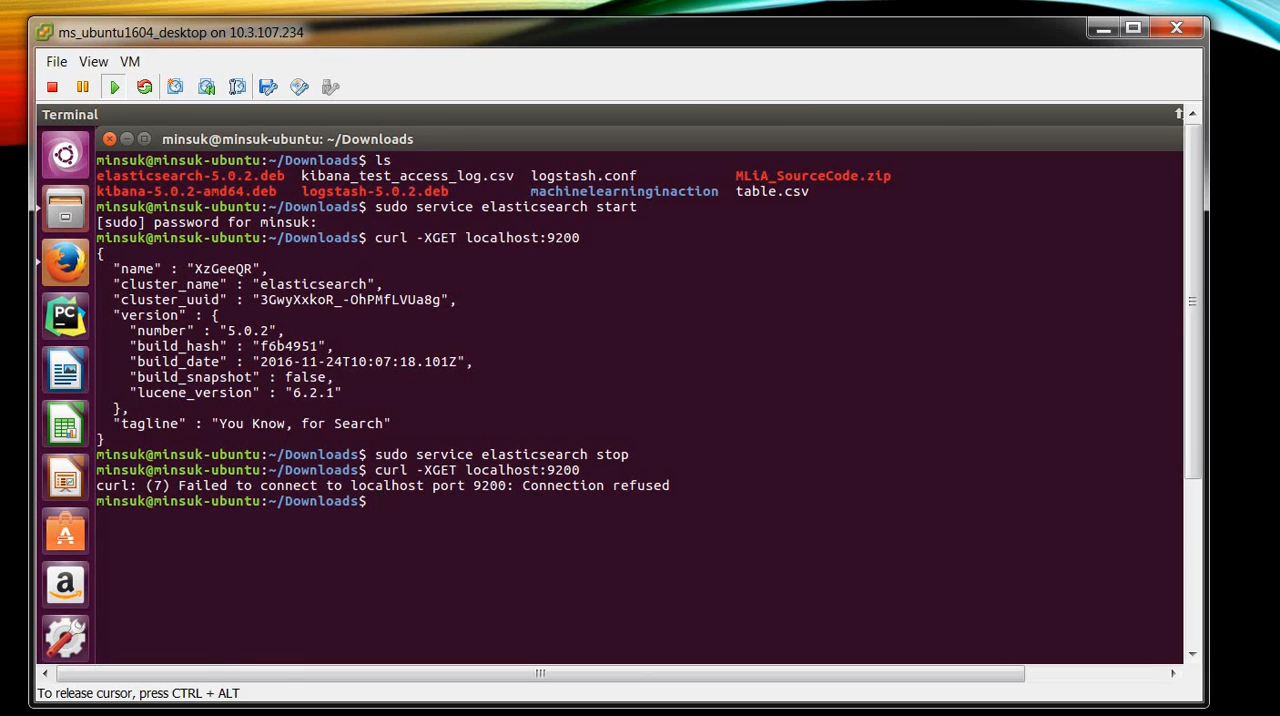 ms_ubuntu1604_desktop on 10.3.107.234
File View VM
Terminal
minsuk@minsuk-ubuntu: ~/Downloads
minsuk@minsuk-ubuntu:~/Downloads$ ls
elasticsearch-5.0.2.deb kibana_test_access_log.csv logstash.conf MLiA_SourceCode.zip
kibana-5.0.2-amd64.deb logstash-5.0.2.deb machinelearninginaction table.csv
minsuk@minsuk-ubuntu:~/Downloads$ sudo service elasticsearch start
[sudo] password for minsuk:
minsuk@minsuk-ubuntu:~/Downloads$ curl -XGET localhost:9200
{
"name" : "XzGeeQR",
"cluster_name" : "elasticsearch",
"cluster_uuid" : "3GwyXxkoR_-OhPMfLVUa8g",
"version" : {
"number" : "5.0.2",
"build_hash" : "f6b4951",
"build_date" : "2016-11-24T10:07:18.101Z",
"build_snapshot" : false,
"lucene_version" : "6.2.1"
},
"tagline" : "You Know, for Search"
}
minsuk@minsuk-ubuntu:~/Downloads$ sudo service elasticsearch stop
minsuk@minsuk-ubuntu:~/Downloads$ curl -XGET localhost:9200
curl: (7) Failed to connect to localhost port 9200: Connection refused
minsuk@minsuk-ubuntu:~/Downloads$
PC
a
To release cursor, press CTRL + ALT